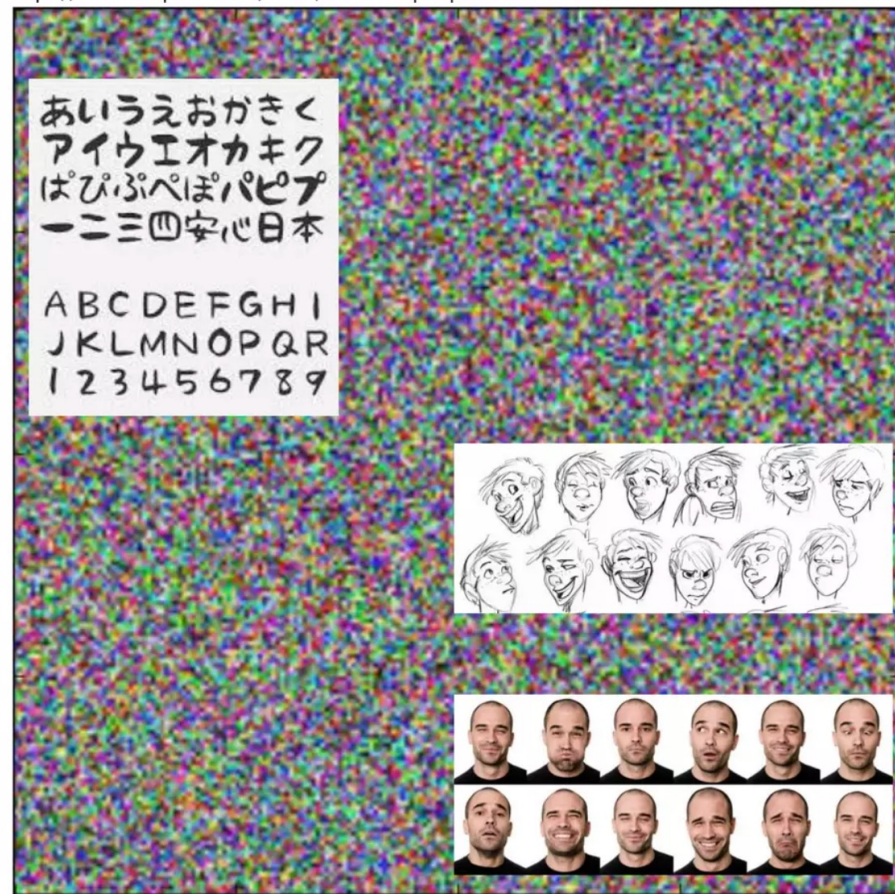 あいうえおかきく
アイウエオカキク
ぱぴぷぺぽパピプ
一二三四安心日本
ABCDEFGHI
JKLMNOPQR
123456789